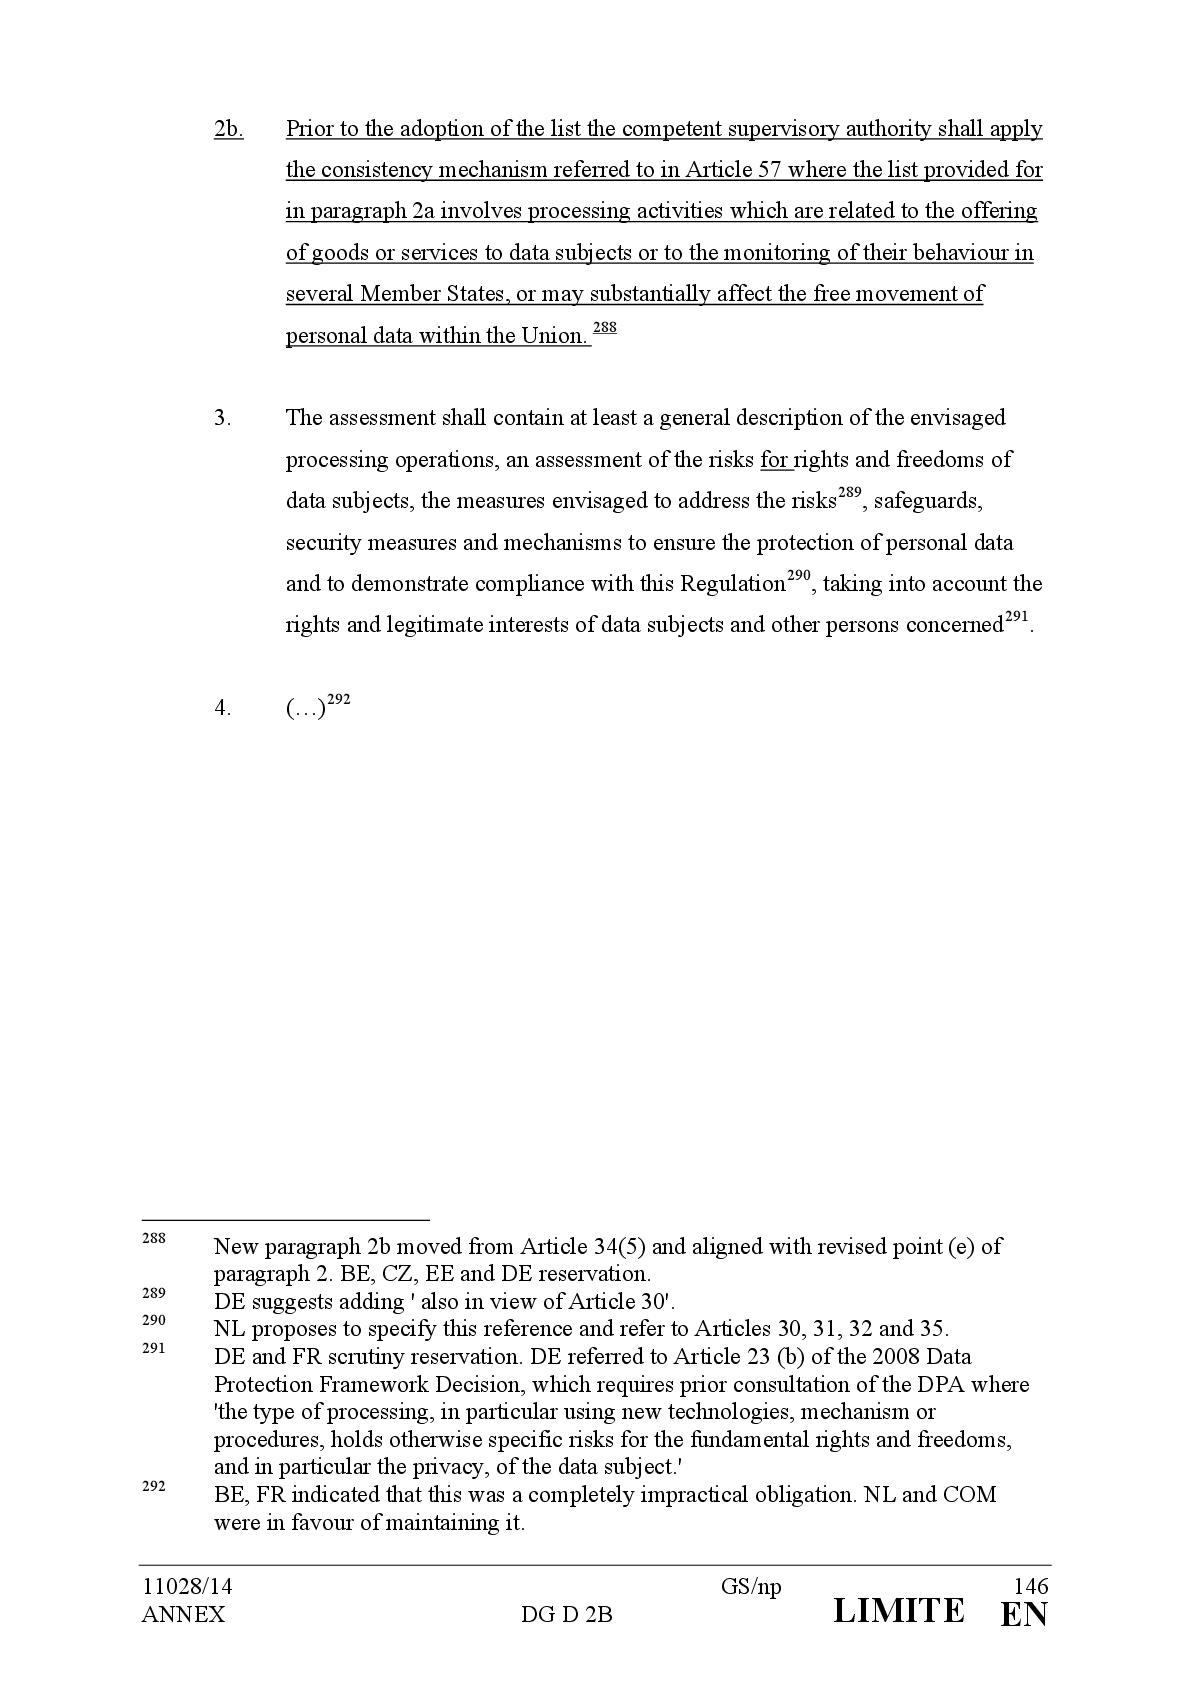 2b. Prior to the adoption of the list the competent supervisory authority shall apply
the consistency mechanism referred to in Article 57 where the list provided for
in paragraph 2a involves processing activities which are related to the offering
of goods or services to data subjects or to the monitoring of their behaviour in
several Member States, or may substantially affect the free movement of
personal data within the Union. 288
3. The assessment shall contain at least a general description of the envisaged
processing operations, an assessment of the risks for rights and freedoms of
data subjects, the measures envisaged to address the risks289, safeguards,
security measures and mechanisms to ensure the protection of personal data
and to demonstrate compliance with this Regulation290, taking into account the
rights and legitimate interests of data subjects and other persons concerned291.
4. (…)292
288 New paragraph 2b moved from Article 34(5) and aligned with revised point (e) of
paragraph 2. BE, CZ, EE and DE reservation.
289 DE suggests adding ' also in view of Article 30'.
290 NL proposes to specify this reference and refer to Articles 30, 31, 32 and 35.
291 DE and FR scrutiny reservation. DE referred to Article 23 (b) of the 2008 Data
Protection Framework Decision, which requires prior consultation of the DPA where
'the type of processing, in particular using new technologies, mechanism or
procedures, holds otherwise specific risks for the fundamental rights and freedoms,
and in particular the privacy, of the data subject.'
292 BE, FR indicated that this was a completely impractical obligation. NL and COM
were in favour of maintaining it.
11028/14 GS/np 146
ANNEX DG D 2B LIMITE EN